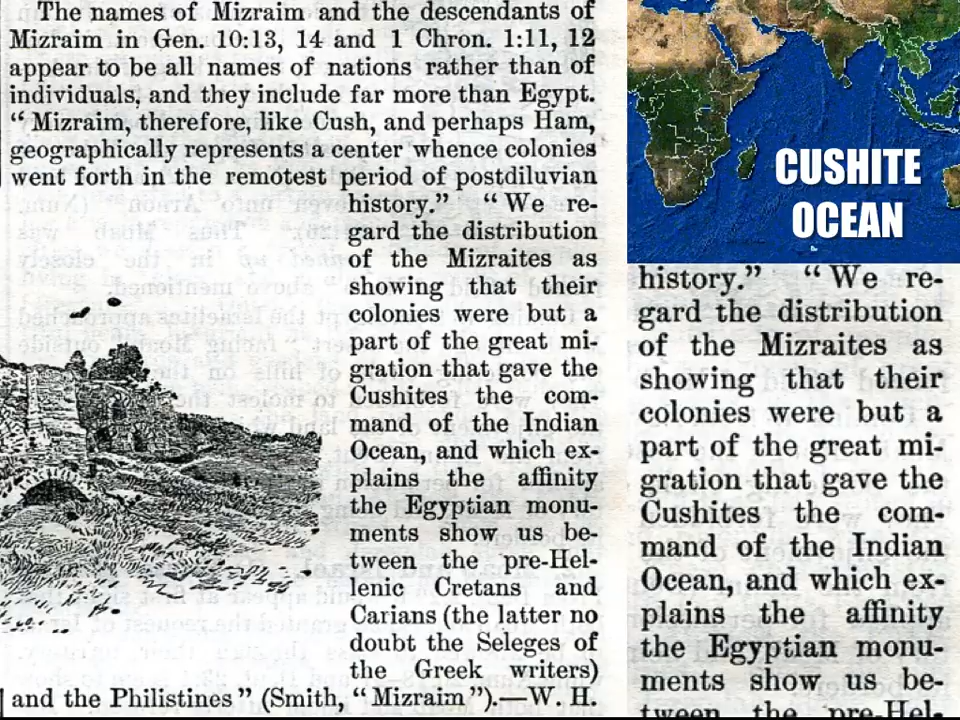 The names of Mizraim and the descendants of
Mizraim in Gen. 10:13, 14 and 1 Chron. 1:11, 12
appear to be all names of nations rather than of
individuals, and they include far more than Egypt.
“Mizraim, therefore, like Cush, and perhaps Ham,
geographically represents a center whence colonies
went forth in the remotest period of postdiluvian
history.” “We re-
gard the distribution
of the Mizraites as
showing that their
colonies were but a
part of the great mi-
gration that gave the
Cushites the com-
mand of the Indian
Ocean, and which ex-
plains the affinity
the Egyptian monu-
ments show us be-
tween the pre-Hel-
lenic Cretans and
Carians (the latter no
doubt the Seleges of
the Greek writers)
and the Philistines” (Smith, “Mizraim”).—W. H.
CUSHITE
OCEAN
history.” “We re-
gard the distribution
of the Mizraites as
showing that their
colonies were but a
part of the great mi-
gration that gave the
Cushites the com-
mand of the Indian
Ocean, and which ex-
plains the affinity
the Egyptian monu-
ments show us be-
tween the pre-Hel-